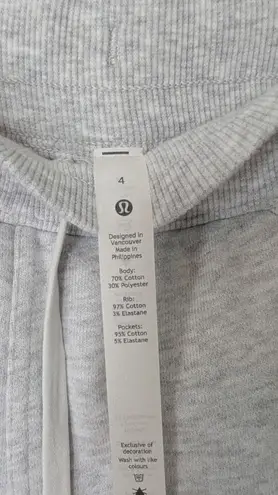 4
Designed in
Vancouver
Made in
Philippines
Body:
70% Cotton
30% Polyester
Rib:
97% Cotton
3% Elastane
Pockets:
95% Cotton
5% Elastane
Exclusive of
decoration
Wash with like
colours